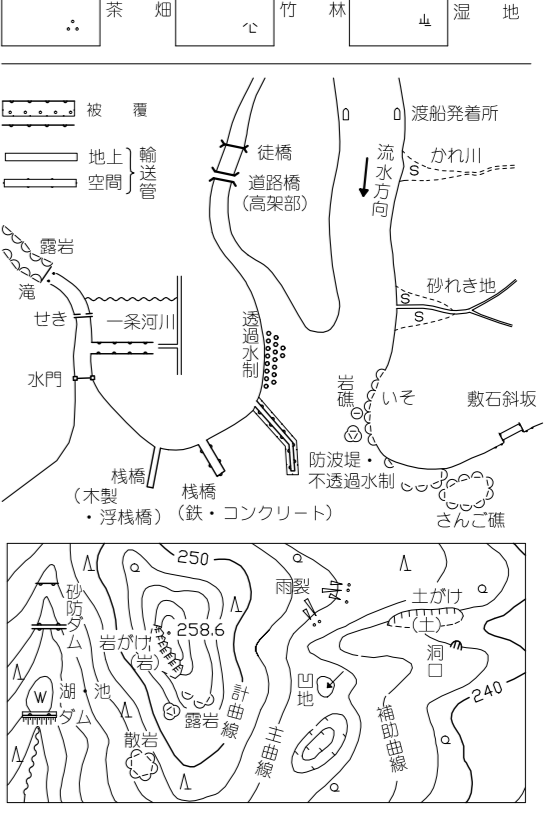 茶畑
竹林
湿地
被覆
渡船発着所
徒橋
流水方向
かれ川
S
地上
空間
輸送管
道路橋
（高架部）
露岩
滝
砂れき地
S
S
せき
一条河川
透過水制
水門
岩礁
いそ
敷石斜坂
防波堤・
不透過水制
桟橋
（木製
・浮桟橋）
桟橋
（鉄・コンクリート）
さんご礁
250
雨裂
砂防ダム
土がけ
（土）
258.6
岩がけ
（岩）
洞口
凹地
W
湖・池
ダム
計曲線
240
露岩
主曲線
補助曲線
散岩